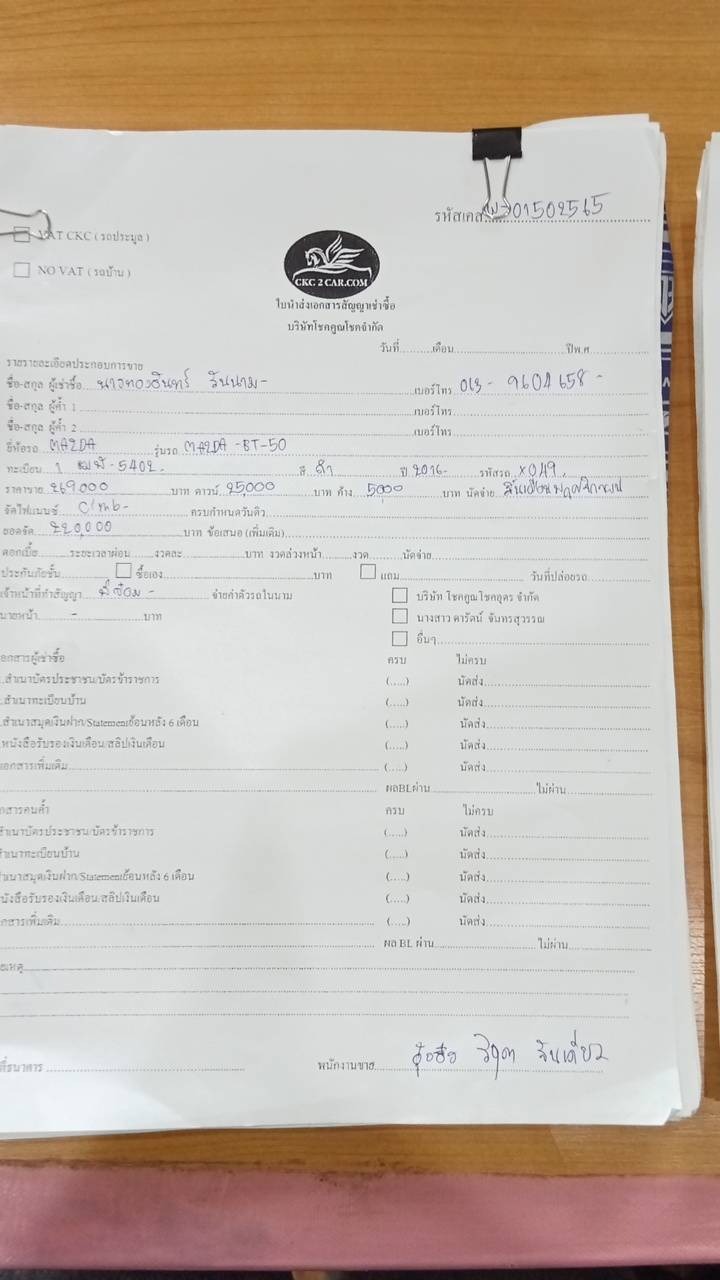 รหัสเคส 01502565
VAT CKC ( รถประมูล )
NO VAT ( รถบ้าน )
CKC 2 CAR.COM
ใบนำส่งเอกสารสัญญาเช่าซื้อ
บริษัทโชคคูณโชคจำกัด
วันที่.........เดือน..............................ปีพ.ศ...............
รายรายละเอียดประกอบการขาย
ชื่อ-สกุล ผู้เช่าซื้อ นางทองอินทร์ จันนาม- เบอร์โทร 063 - 9604658 -
ชื่อ-สกุล ผู้ค้ำ 1 เบอร์โทร
ชื่อ-สกุล ผู้ค้ำ 2 เบอร์โทร
ยี่ห้อรถ MAZDA รุ่นรถ MAZDA -BT-50
ทะเบียน 1 -5402. สี ดำ ปี 2016. รหัสรถ X049.
ราคาขาย 269000 บาท ดาวน์ 25,000 บาท ค้าง 5000 บาท นัดจ่าย
จัดไฟแนนซ์ Cimb- ครบกำหนดวันดิว
ยอดจัด 220,000 บาท ข้อเสนอ (เพิ่มเติม)
ดอกเบี้ย ระยะเวลาผ่อน งวดละ บาท งวดล่วงหน้า งวด นัดจ่าย
ประกันภัยชั้น ซื้อเอง บาท แถม วันที่ปล่อยรถ
เจ้าหน้าที่ทำสัญญา จ่ายค่าตัวรถในนาม บริษัท โชคคูณโชคอุดร จำกัด
นายหน้า - บาท นางสาว ดารัตน์ จันทรสุวรรณ
อื่นๆ
อกสารผู้เช่าซื้อ ครบ ไม่ครบ
สำเนาบัตรประชาชน/บัตรข้าราชการ (.....) นัดส่ง
สำเนาทะเบียนบ้าน (.....) นัดส่ง
สำเนาสมุดเงินฝาก/Statementย้อนหลัง 6 เดือน (.....) นัดส่ง
หนังสือรับรองเงินเดือน/สลิปเงินเดือน (.....) นัดส่ง
อกสารเพิ่มเติม (.....) นัดส่ง
ผลBLผ่าน ไม่ผ่าน
กสารคนค้ำ ครบ ไม่ครบ
สำเนาบัตรประชาชน/บัตรข้าราชการ (.....) นัดส่ง
ำเนาทะเบียนบ้าน (.....) นัดส่ง
ำเนาสมุดเงินฝาก/Statementย้อนหลัง 6 เดือน (.....) นัดส่ง
นังสือรับรองเงินเดือน/สลิปเงินเดือน (.....) นัดส่ง
กสารเพิ่มเติม (.....) นัดส่ง
ผล BL ผ่าน ไม่ผ่าน
ยเหตุ
ที่ธนาคาร พนักงานขาย